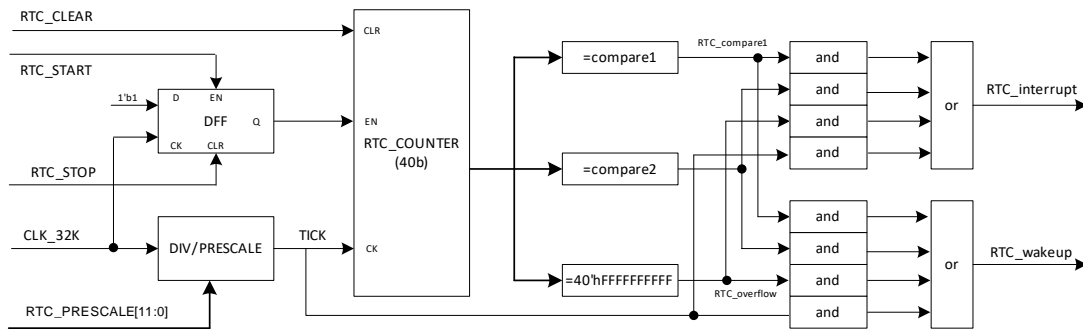 RTC_CLEAR
CLR
RTC_START
1'b1
D
EN
DFF
Q
CK
CLR
EN
RTC_COUNTER
(40b)
RTC_STOP
CLK_32K
DIV/PRESCALE
TICK
CK
RTC_PRESCALE[11:0]
=compare1
RTC_compare1
=compare2
=40'hFFFFFFFFFF
RTC_overflow
and
and
and
and
or
RTC_interrupt
and
and
and
and
or
RTC_wakeup